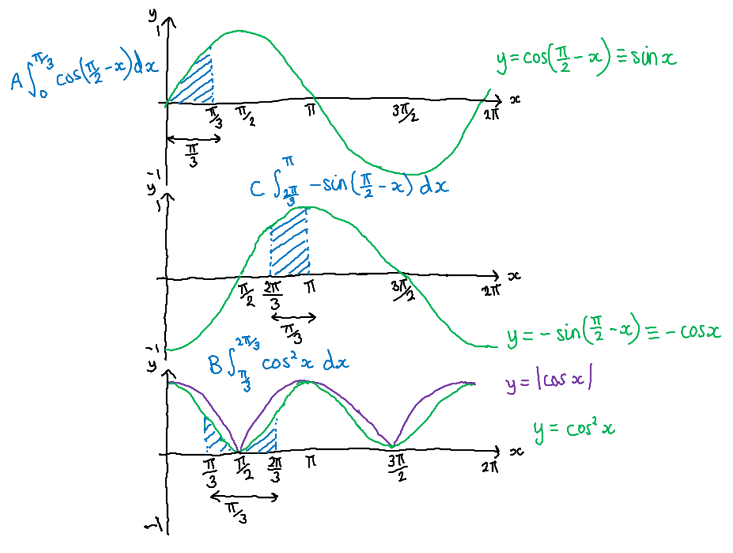 y
1
A∫₀^{π/3} cos(π/2 - x) dx
y = cos(π/2 - x) ≡ sin x
π/3 π/2 π 3π/2 2π x
π/3
-1
y
C ∫_{2π/3}^{π} -sin(π/2 - x) dx
1
π/2 2π/3 π 3π/2 2π x
π/3
y = -sin(π/2 - x) ≡ -cos x
-1
y
B∫_{π/3}^{2π/3} cos² x dx
1
y = |cos x|
y = cos² x
π/3 π/2 2π/3 π 3π/2 2π x
π/3
-1